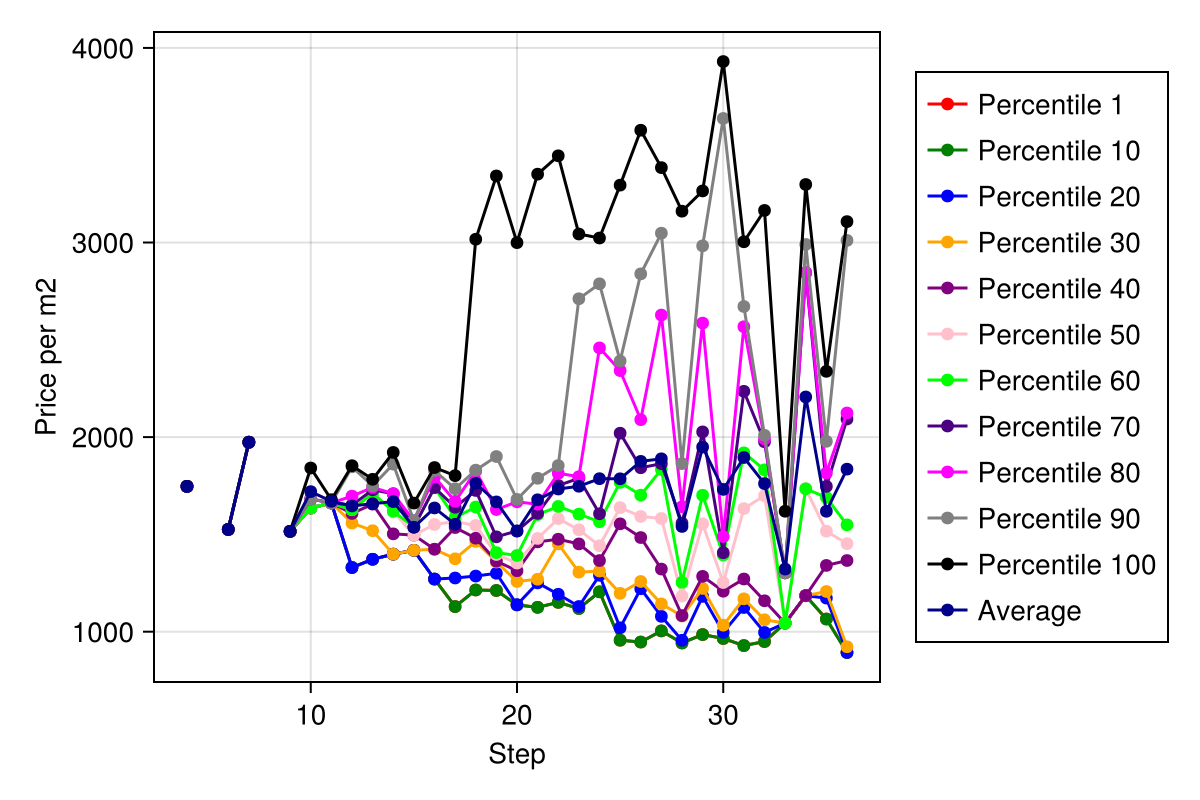 4000
3000
2000
1000
Price per m2
10
20
30
Step
Percentile 1
Percentile 10
Percentile 20
Percentile 30
Percentile 40
Percentile 50
Percentile 60
Percentile 70
Percentile 80
Percentile 90
Percentile 100
Average